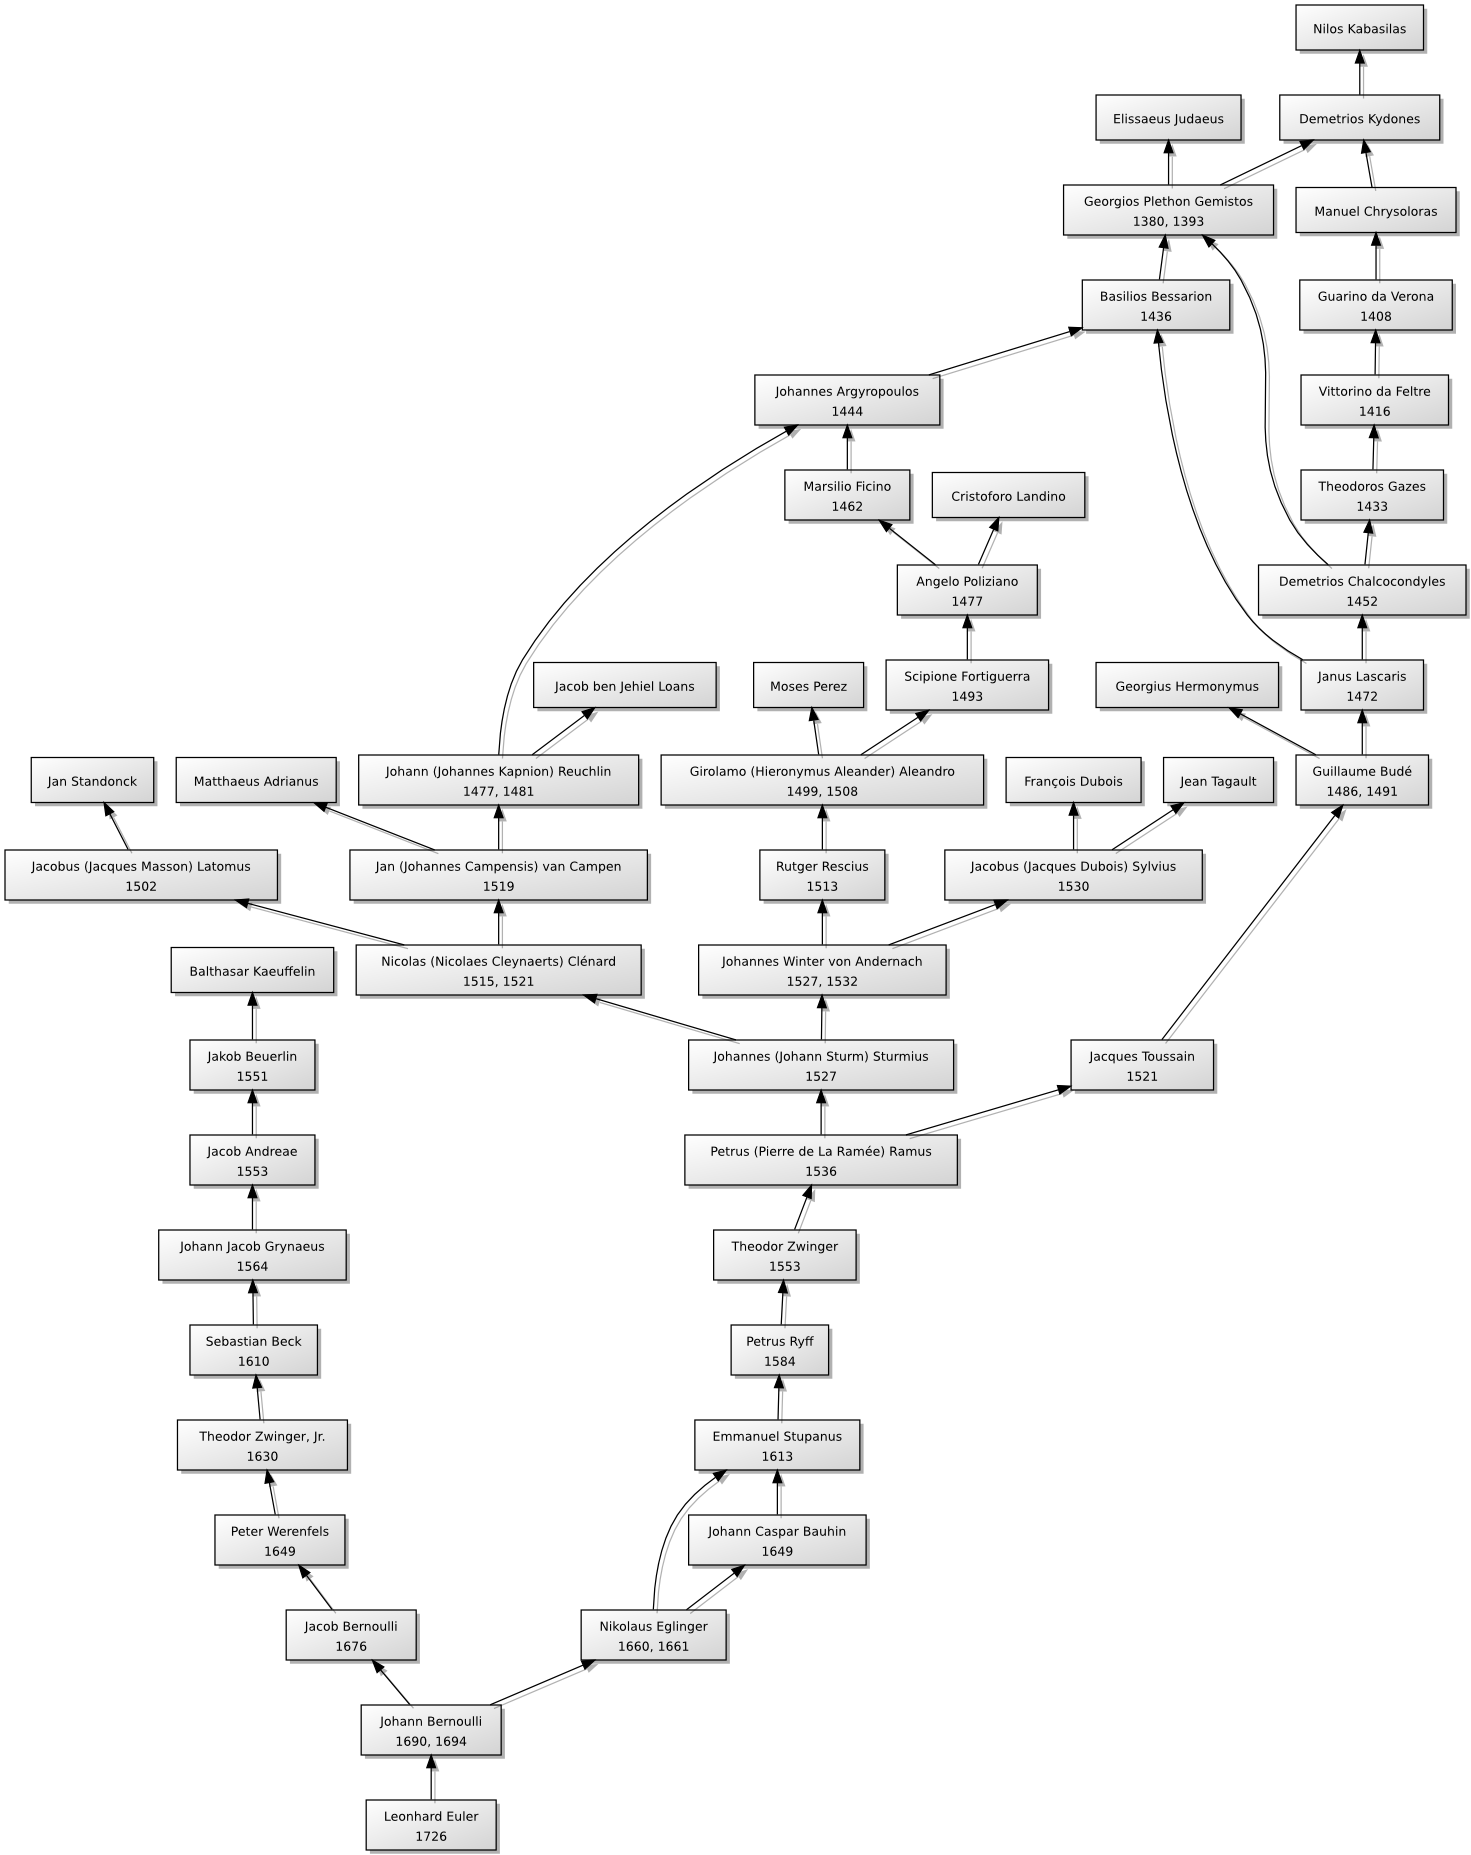 Nilos Kabasilas
Elissaeus Judaeus
Demetrios Kydones
Georgios Plethon Gemistos
1380, 1393
Manuel Chrysoloras
Basilios Bessarion
1436
Guarino da Verona
1408
Johannes Argyropoulos
1444
Vittorino da Feltre
1416
Marsilio Ficino
1462
Cristoforo Landino
Theodoros Gazes
1433
Angelo Poliziano
1477
Demetrios Chalcocondyles
1452
Jacob ben Jehiel Loans
Moses Perez
Scipione Fortiguerra
1493
Georgius Hermonymus
Janus Lascaris
1472
Jan Standonck
Matthaeus Adrianus
Johann (Johannes Kapnion) Reuchlin
1477, 1481
Girolamo (Hieronymus Aleander) Aleandro
1499, 1508
François Dubois
Jean Tagault
Guillaume Budé
1486, 1491
Jacobus (Jacques Masson) Latomus
1502
Jan (Johannes Campensis) van Campen
1519
Rutger Rescius
1513
Jacobus (Jacques Dubois) Sylvius
1530
Balthasar Kaeuffelin
Nicolas (Nicolaes Cleynaerts) Clénard
1515, 1521
Johannes Winter von Andernach
1527, 1532
Jakob Beuerlin
1551
Johannes (Johann Sturm) Sturmius
1527
Jacques Toussain
1521
Jacob Andreae
1553
Petrus (Pierre de La Ramée) Ramus
1536
Johann Jacob Grynaeus
1564
Theodor Zwinger
1553
Sebastian Beck
1610
Petrus Ryff
1584
Theodor Zwinger, Jr.
1630
Emmanuel Stupanus
1613
Peter Werenfels
1649
Johann Caspar Bauhin
1649
Jacob Bernoulli
1676
Nikolaus Eglinger
1660, 1661
Johann Bernoulli
1690, 1694
Leonhard Euler
1726